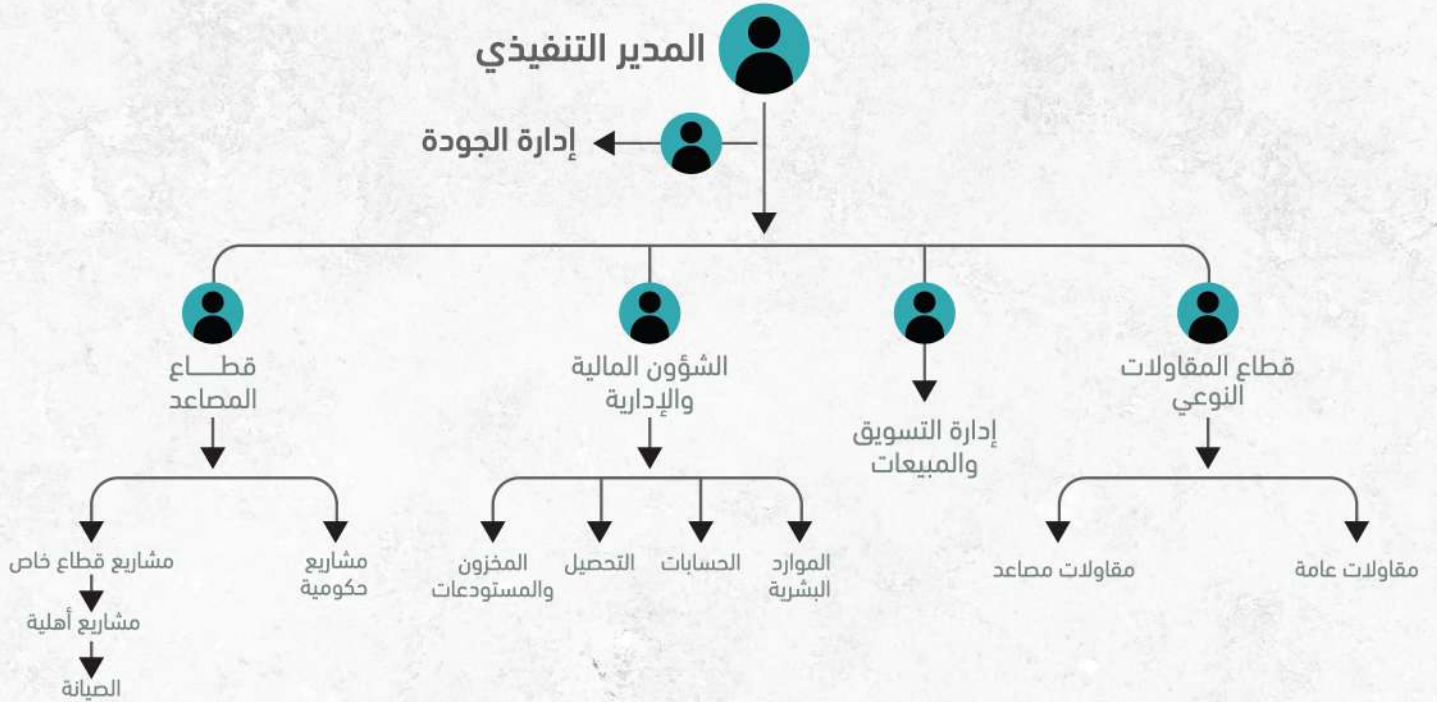 المدير التنفيذي
إدارة الجودة
قطاع المقاولات
النوعي
مقاولات عامة
مقاولات مصاعد
إدارة التسويق
والمبيعات
الشؤون المالية
والإدارية
الموارد
البشرية
الحسابات
التحصيل
المخزون
والمستودعات
قطــــاع
المصاعد
مشاريع
حكومية
مشاريع قطاع خاص
مشاريع أهلية
الصيانة